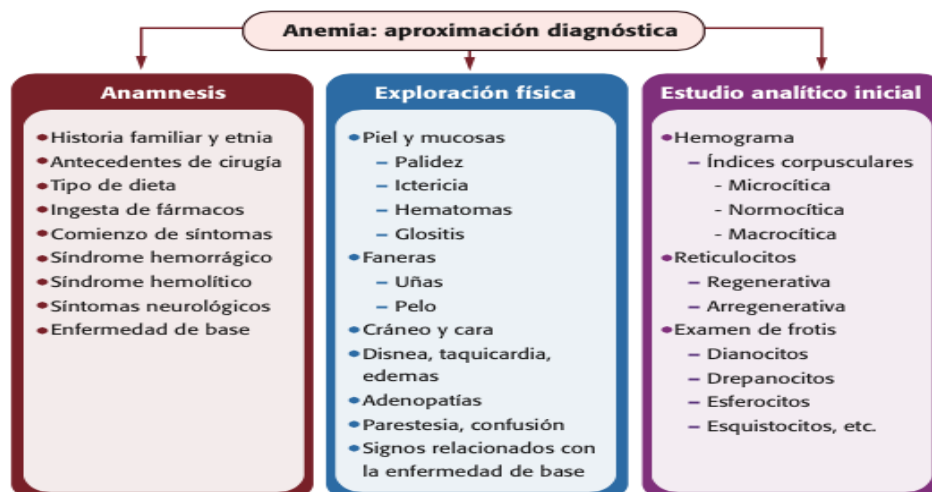 Anemia: aproximación diagnóstica
Anamnesis
•Historia familiar y etnia
•Antecedentes de cirugía
•Tipo de dieta
•Ingesta de fármacos
•Comienzo de síntomas
•Síndrome hemorrágico
•Síndrome hemolítico
•Síntomas neurológicos
•Enfermedad de base
Exploración física
•Piel y mucosas
– Palidez
– Ictericia
– Hematomas
– Glositis
•Faneras
– Uñas
– Pelo
•Cráneo y cara
•Disnea, taquicardia,
edemas
•Adenopatías
•Parestesia, confusión
•Signos relacionados con
la enfermedad de base
Estudio analítico inicial
•Hemograma
– Índices corpusculares
- Microcítica
- Normocítica
- Macrocítica
•Reticulocitos
– Regenerativa
– Arregenerativa
•Examen de frotis
– Dianocitos
– Drepanocitos
– Esferocitos
– Esquistocitos, etc.